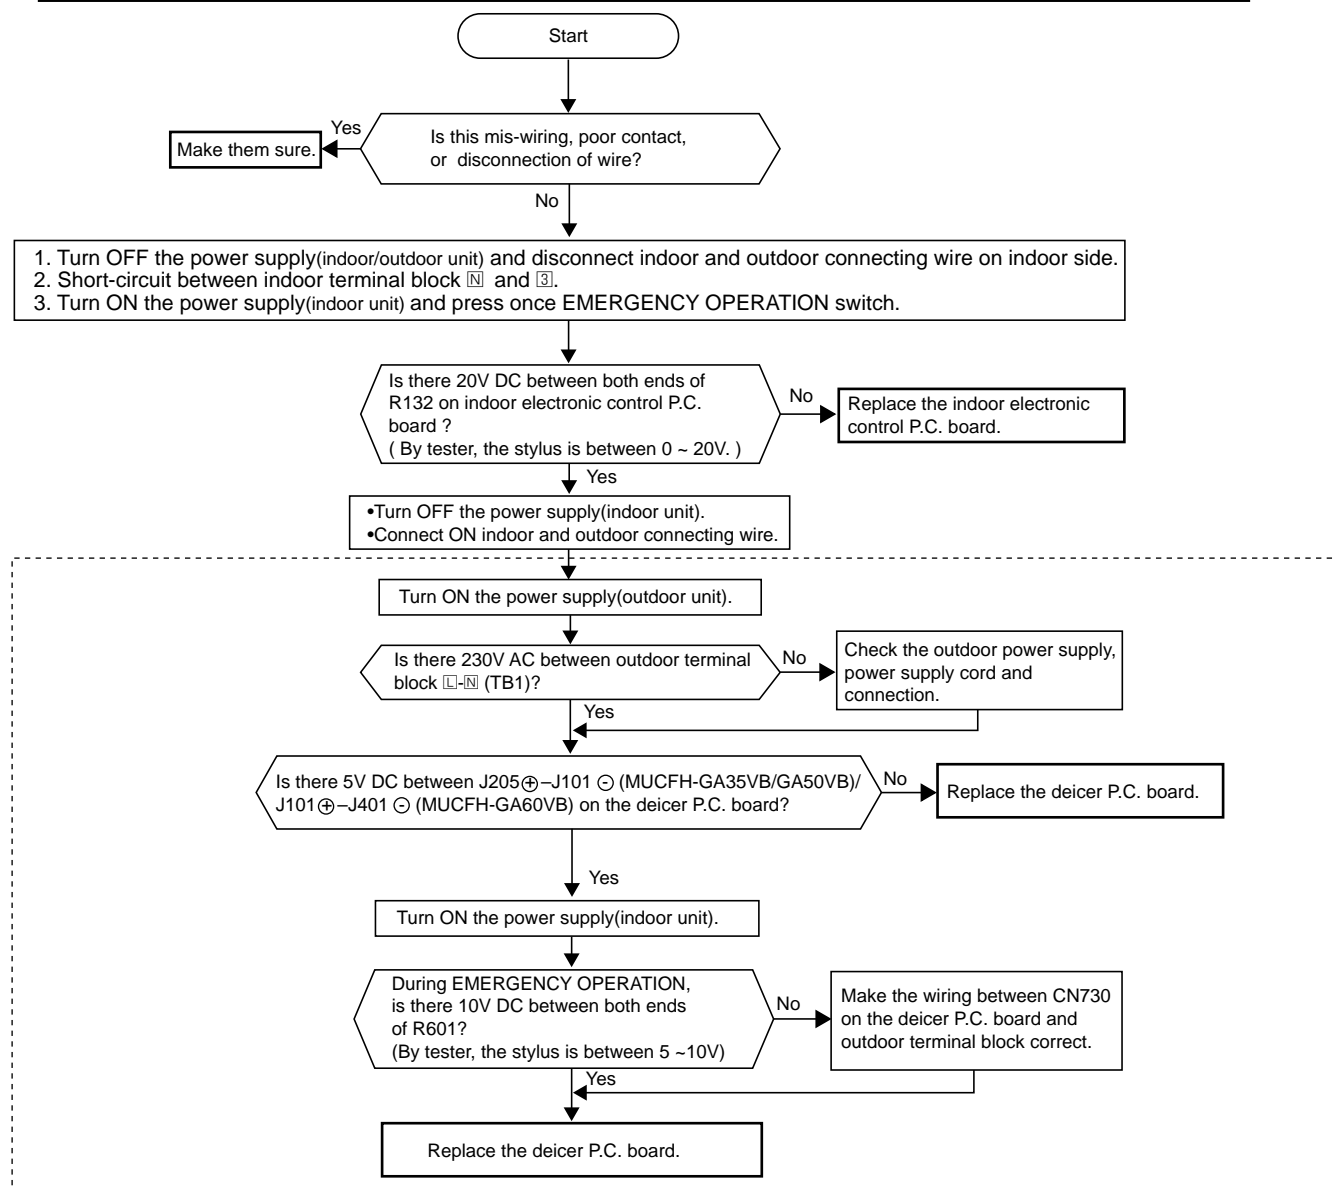 Start
Yes
Is this mis-wiring, poor contact,
or disconnection of wire?
Make them sure.
No
1. Turn OFF the power supply(indoor/outdoor unit) and disconnect indoor and outdoor connecting wire on indoor side.
2. Short-circuit between indoor terminal block N and 3.
3. Turn ON the power supply(indoor unit) and press once EMERGENCY OPERATION switch.
Is there 20V DC between both ends of
R132 on indoor electronic control P.C.
board ?
( By tester, the stylus is between 0 ~ 20V. )
No
Replace the indoor electronic
control P.C. board.
Yes
•Turn OFF the power supply(indoor unit).
•Connect ON indoor and outdoor connecting wire.
Turn ON the power supply(outdoor unit).
Is there 230V AC between outdoor terminal
block L-N (TB1)?
No
Check the outdoor power supply,
power supply cord and
connection.
Yes
Is there 5V DC between J205⊕–J101 ⊖ (MUCFH-GA35VB/GA50VB)/
J101⊕–J401 ⊖ (MUCFH-GA60VB) on the deicer P.C. board?
No
Replace the deicer P.C. board.
Yes
Turn ON the power supply(indoor unit).
During EMERGENCY OPERATION,
is there 10V DC between both ends
of R601?
(By tester, the stylus is between 5 ~10V)
No
Make the wiring between CN730
on the deicer P.C. board and
outdoor terminal block correct.
Yes
Replace the deicer P.C. board.